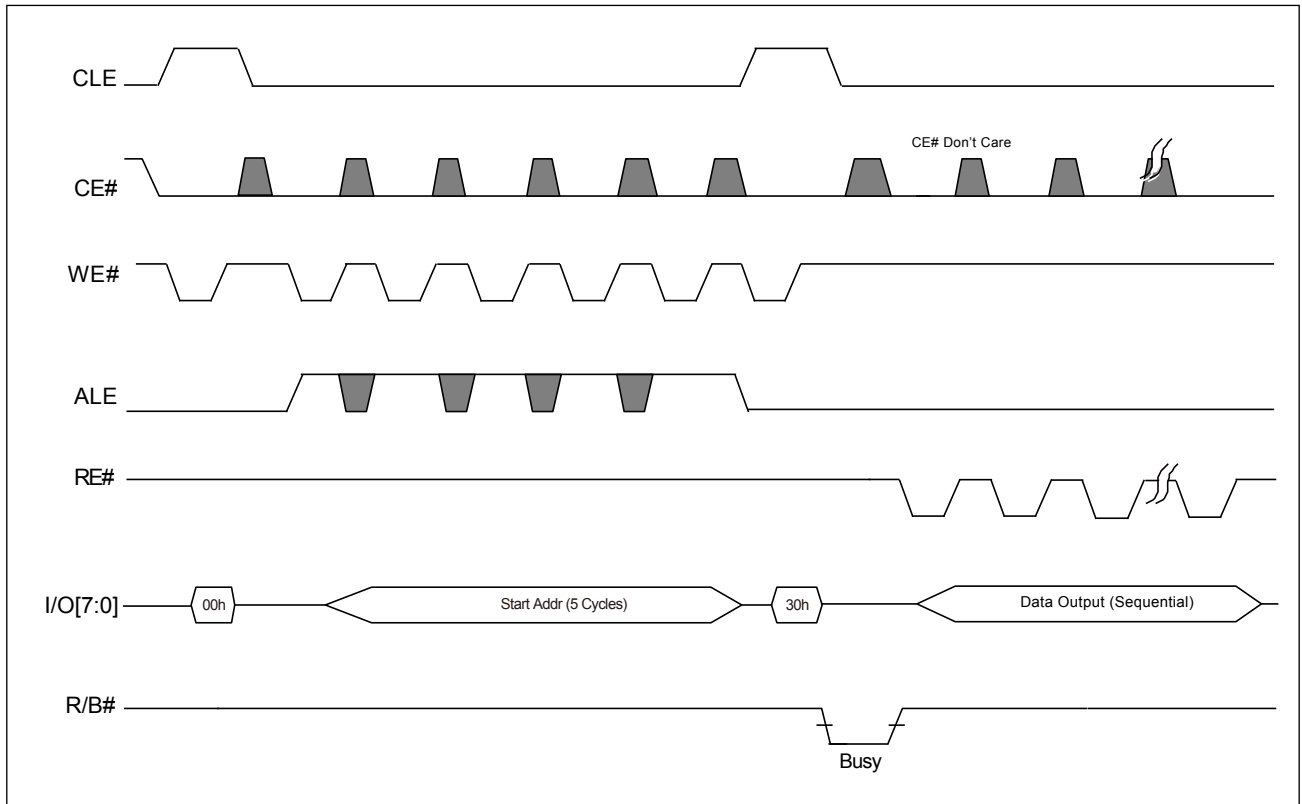 CLE
CE# Don't Care
CE#
WE#
ALE
RE#
I/O[7:0]
00h
Start Addr (5 Cycles)
30h
Data Output (Sequential)
R/B#
Busy